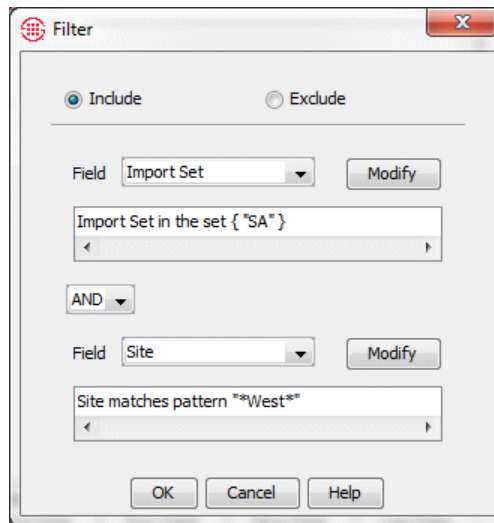 Filter
Include Exclude
Field Import Set Modify
Import Set in the set { "SA" }
AND
Field Site Modify
Site matches pattern "*West*"
OK Cancel Help